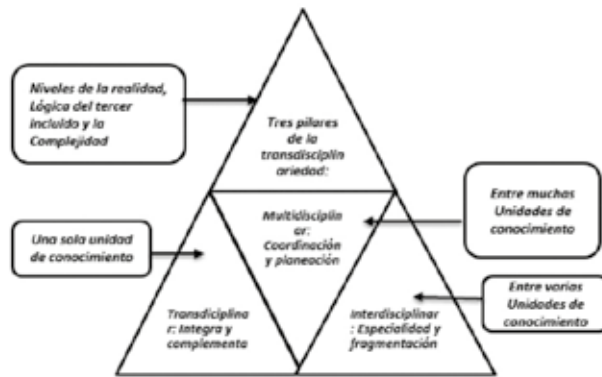 Niveles de la realidad,
Lógica del tercer
incluido y la
Complejidad
Tres pilares
de la
transdisciplin
ariedad:
Entre muchas
Unidades de
conocimiento
Multidisciplin
ar:
Coordinación
y planeación
Una sola unidad
de conocimiento
Entre varias
Unidades de
conocimiento
Transdiciplina
r: Integra y
complementa
Interdisciplinar
: Especialidad y
fragmentación